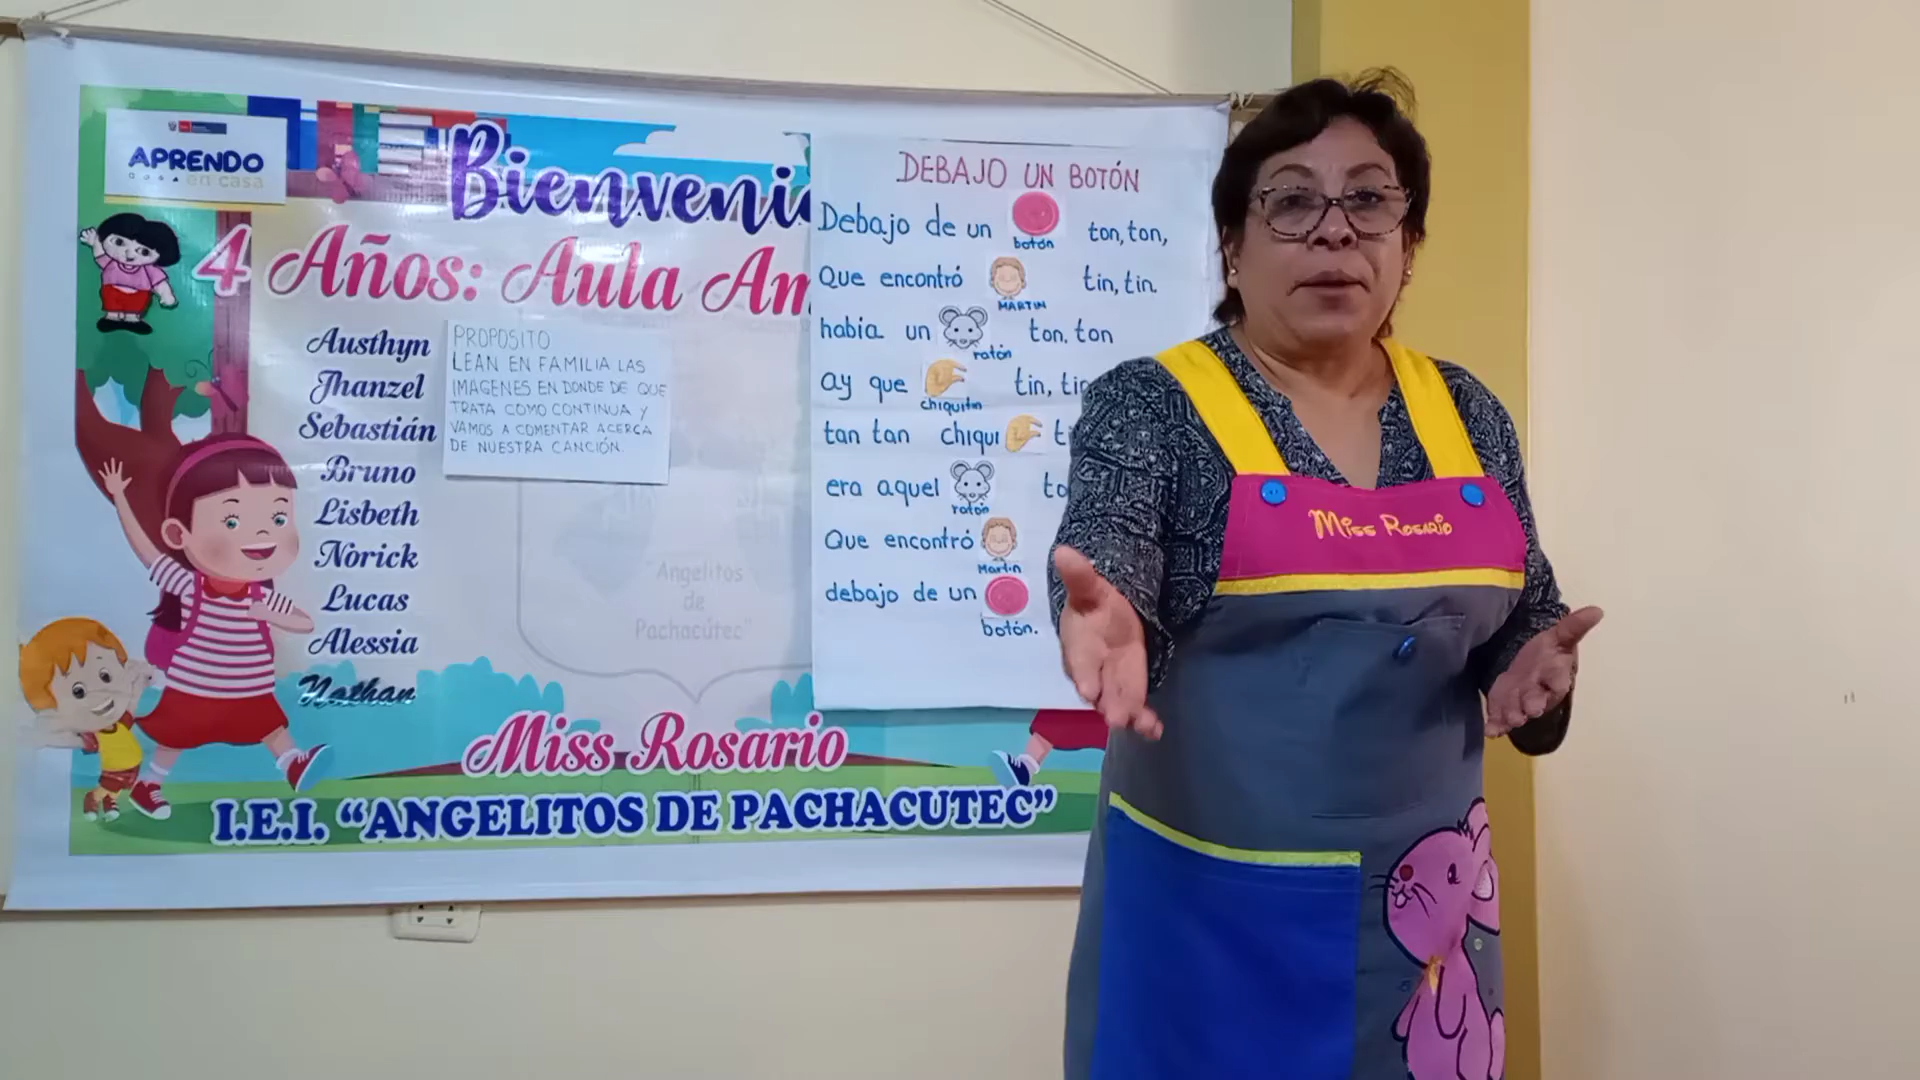 APRENDO
en casa
Bienveni
4 Años: Aula Am
Austhyn
Jhanzel
Sebastián
Bruno
Lisbeth
Norick
Lucas
Alessia
Nathan
PROPOSITO
LEAN EN FAMILIA LAS
IMAGENES EN DONDE DE QUE
TRATA COMO CONTINUA Y
VAMOS A COMENTAR ACERCA
DE NUESTRA CANCIÓN.
"Angelitos
de
Pachacútec"
Miss Rosario
I.E.I. "ANGELITOS DE PACHACUTEC"
DEBAJO UN BOTÓN
Debajo de un botón ton, ton,
Que encontró MARTIN tin, tin.
habia un ratón ton. ton
ay que chiquitin tin, tin
tan tan chiqui ti
era aquel ratón to
Que encontró Martin
debajo de un
botón.
Miss Rosario